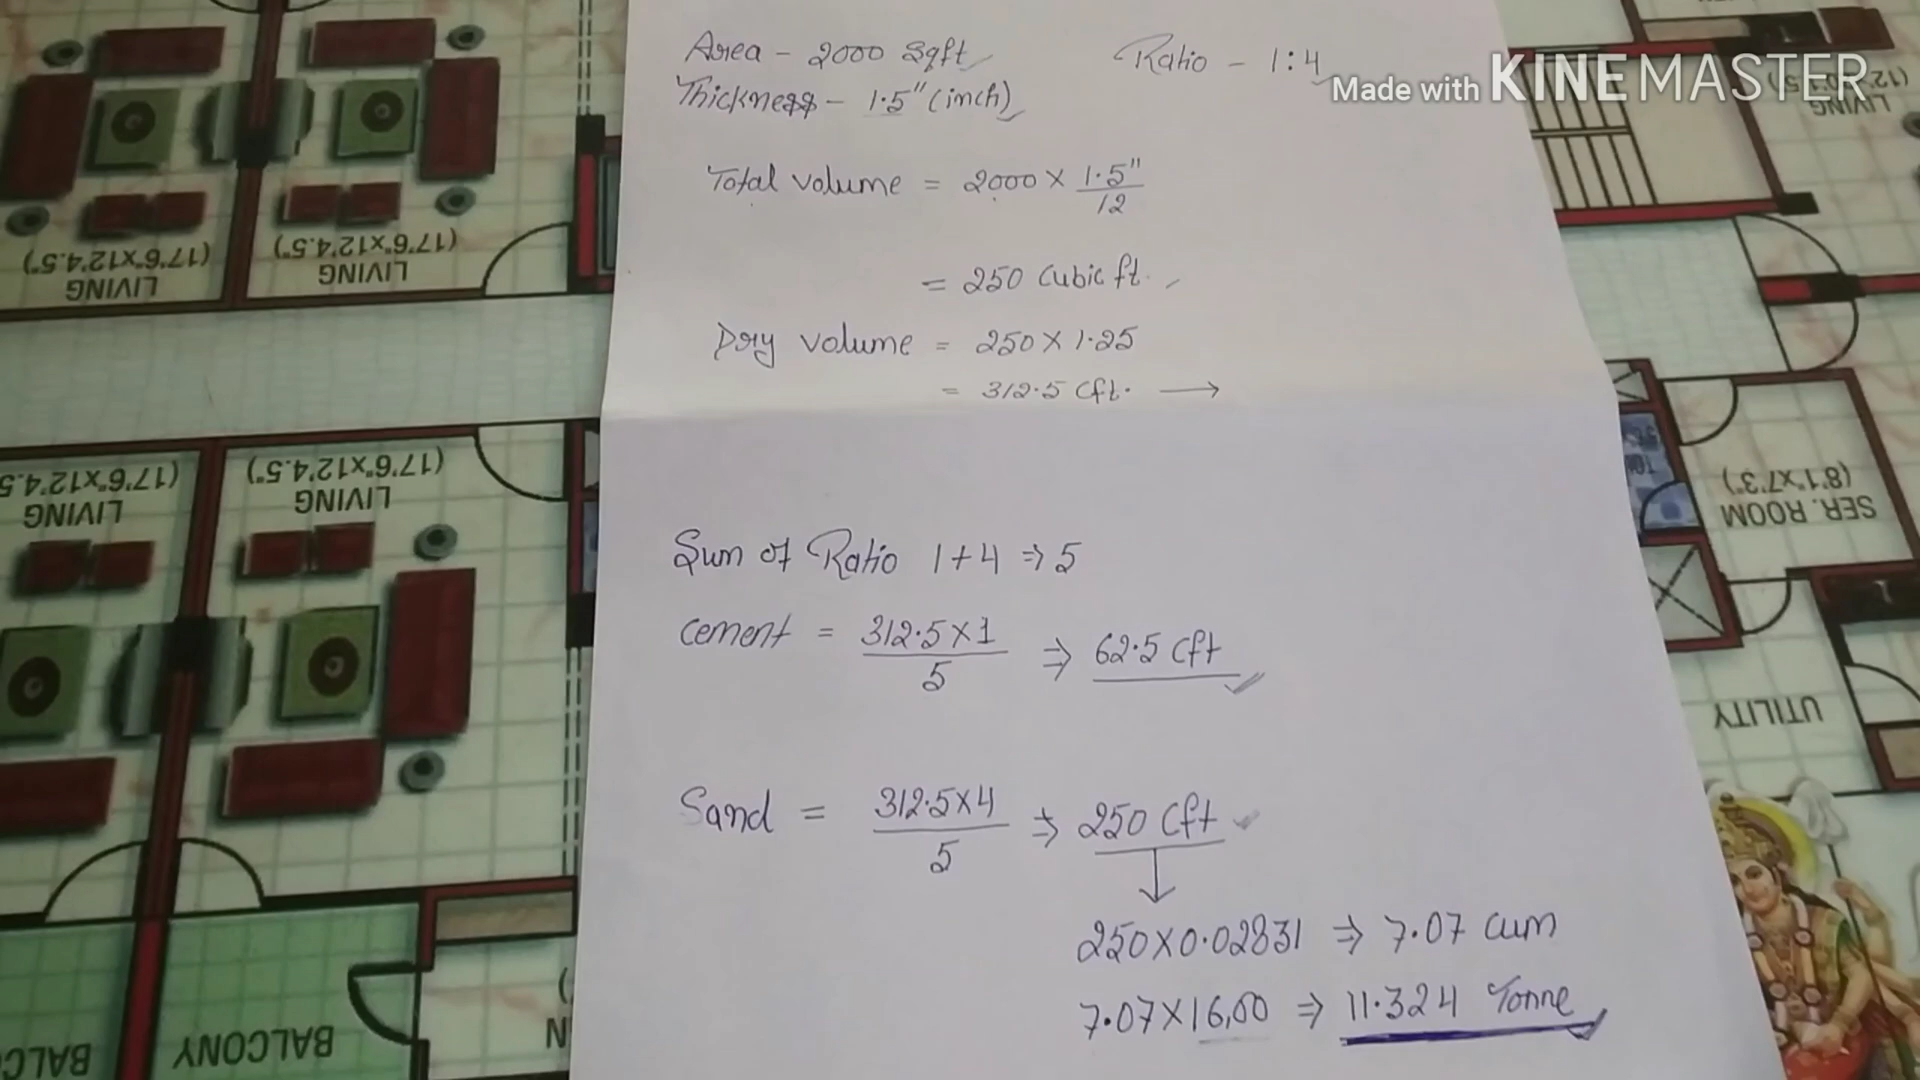 Area - 2000 Sqft
Ratio - 1:4
Thickness - 1.5" (inch)
Made with KINEMASTER
Total volume = 2000 × 1.5" / 12
= 250 Cubic ft.
Dry volume = 250 × 1.25
= 312.5 Cft. →
Sum of Ratio 1+4 ⇒ 5
Cement = 312.5×1 / 5 ⇒ 62.5 Cft
Sand = 312.5×4 / 5 ⇒ 250 Cft
↓
250×0.02831 ⇒ 7.07 cum
7.07×1600 ⇒ 11.324 Tonne
(17'6"x12'4.5")
LIVING
(17'6"x12'4.5")
LIVING
(17'6"x12'4.5
LIVING
(17'6"x12'4.5")
LIVING
LIVING
SER. ROOM
(8'1"x7'3")
UTILITY
BALCONY
BALC